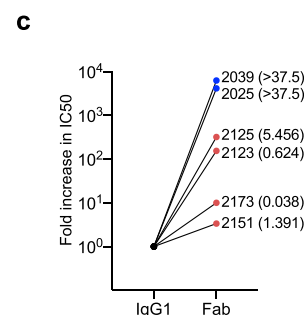 c
Fold increase in IC50
10⁴
10³
10²
10¹
10⁰
2039 (>37.5)
2025 (>37.5)
2125 (5.456)
2123 (0.624)
2173 (0.038)
2151 (1.391)
IgG1
Fab